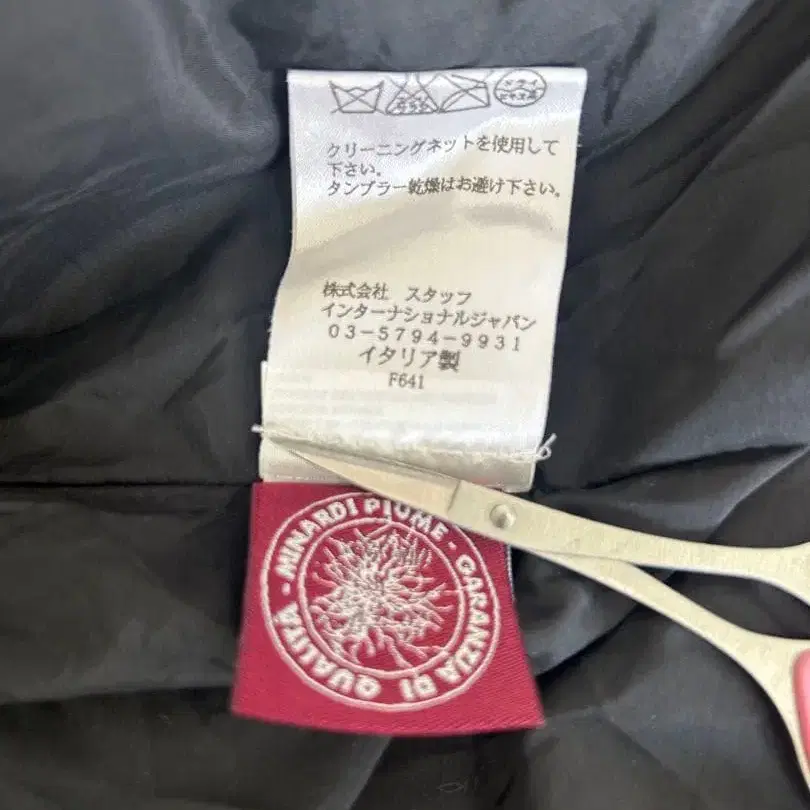 クリーニングネットを使用して
下さい。
タンブラー乾燥はお避け下さい。
株式会社 スタッフ
インターナショナルジャパン
03-5794-9931
イタリア製
F641
MINARDI PIUME - GARANZIA DI QUALITÀ -